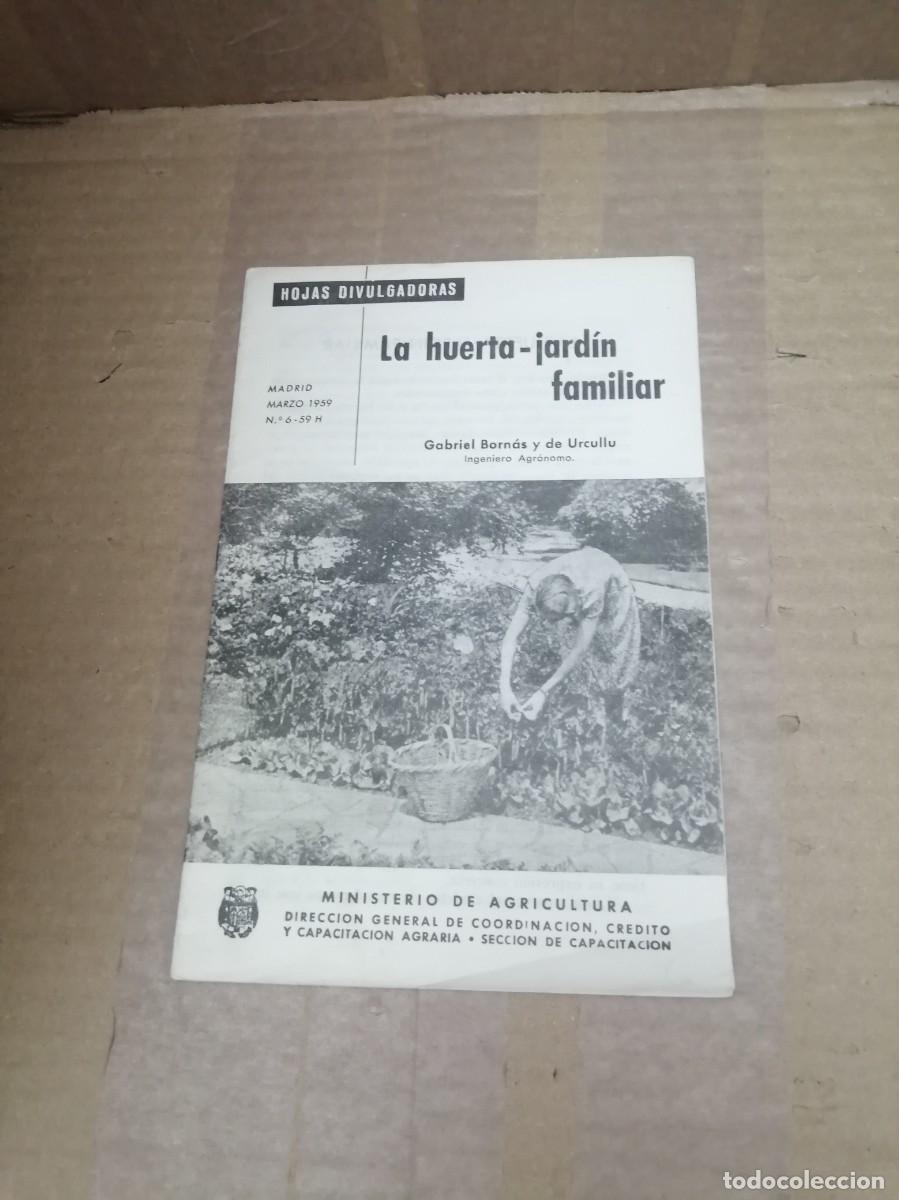 HOJAS DIVULGADORAS
La huerta-jardín
familiar
MADRID
MARZO 1959
N.º 6-59 H
Gabriel Bornás y de Urcullu
Ingeniero Agrónomo.
MINISTERIO DE AGRICULTURA
DIRECCION GENERAL DE COORDINACION, CREDITO
Y CAPACITACION AGRARIA • SECCION DE CAPACITACION
todocoleccion